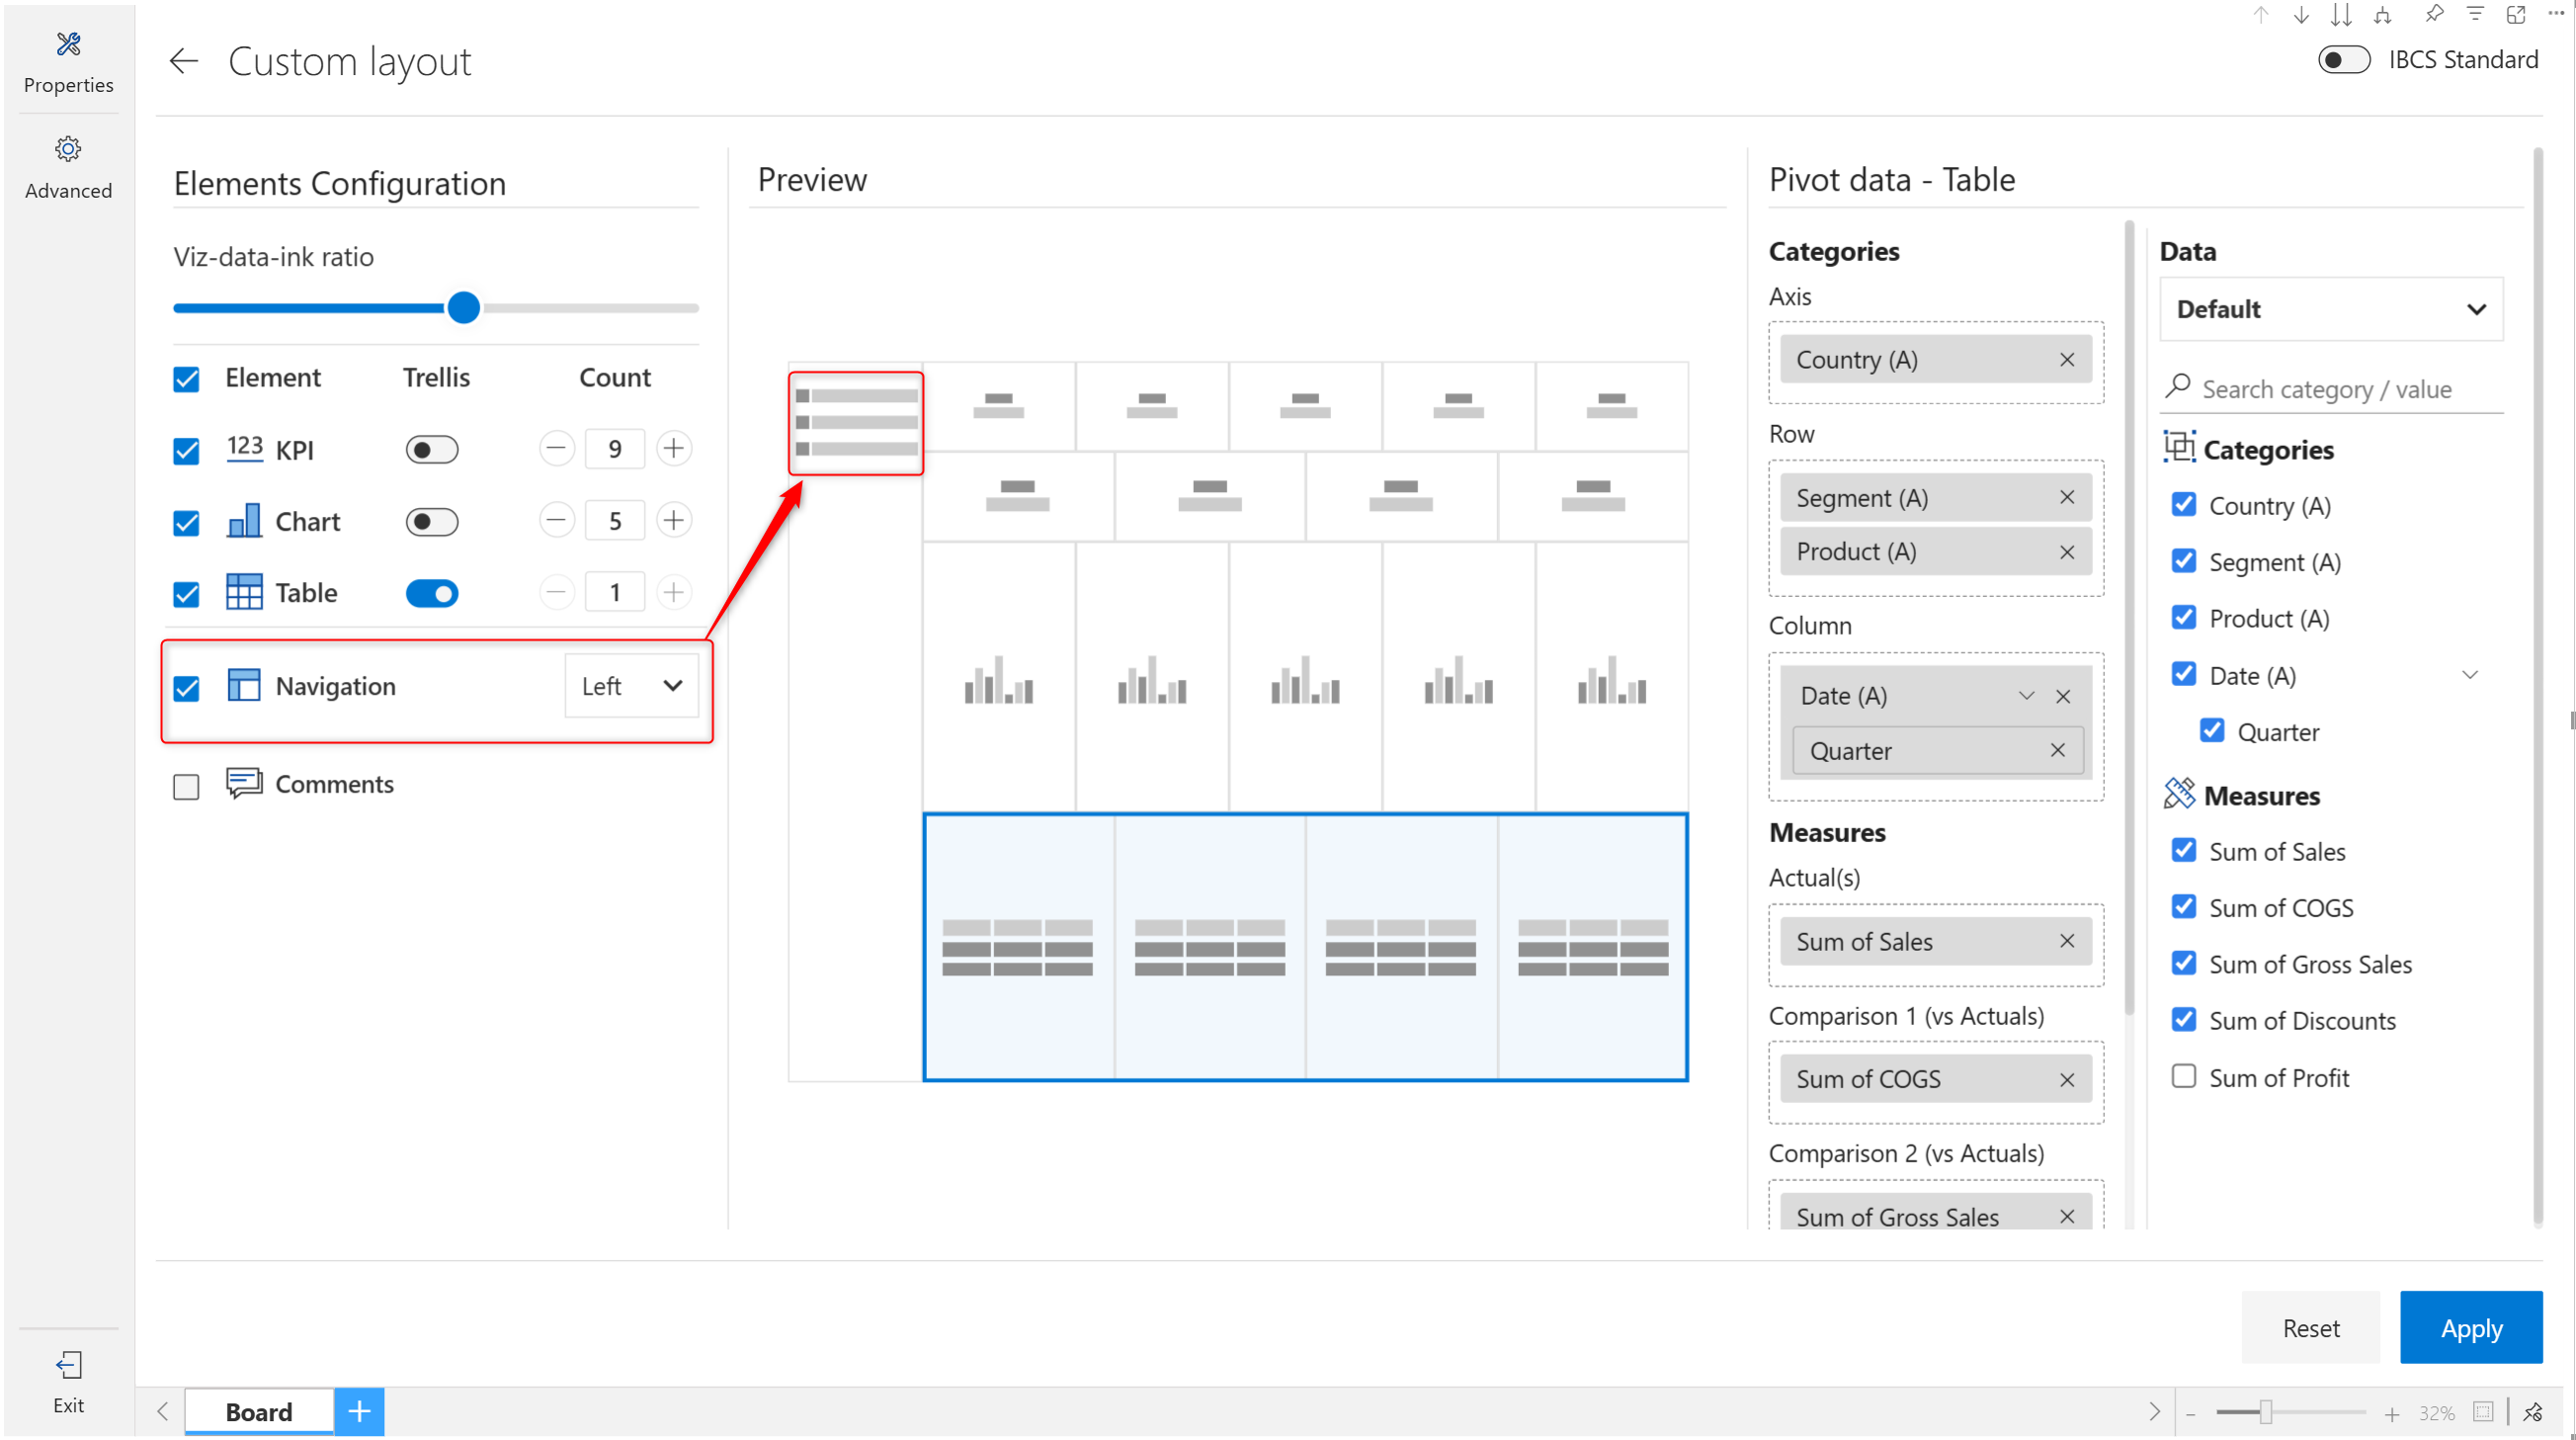 Properties
Advanced
Exit
Custom layout
IBCS Standard
Elements Configuration
Viz-data-ink ratio
Element Trellis Count
123 KPI 9
Chart 5
Table 1
Navigation Left
Comments
Preview
Pivot data - Table
Categories
Axis
Country (A)
Row
Segment (A)
Product (A)
Column
Date (A)
Quarter
Measures
Actual(s)
Sum of Sales
Comparison 1 (vs Actuals)
Sum of COGS
Comparison 2 (vs Actuals)
Sum of Gross Sales
Data
Default
Search category / value
Categories
Country (A)
Segment (A)
Product (A)
Date (A)
Quarter
Measures
Sum of Sales
Sum of COGS
Sum of Gross Sales
Sum of Discounts
Sum of Profit
Reset Apply
Board
32%